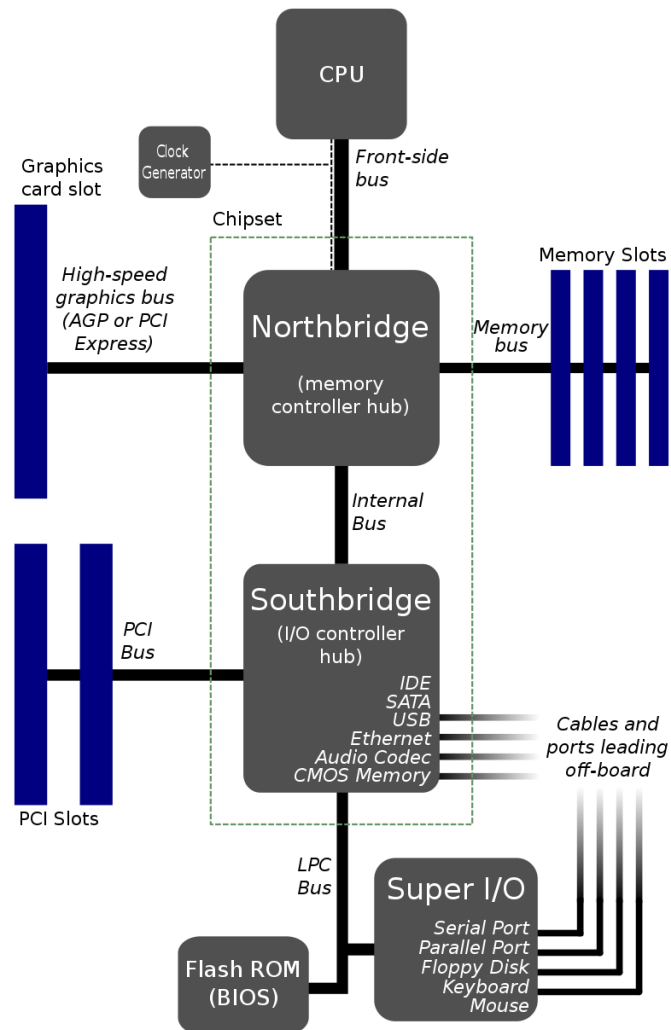 CPU
Clock
Generator
Front-side
bus
Graphics
card slot
Chipset
High-speed
graphics bus
(AGP or PCI
Express)
Northbridge
(memory
controller hub)
Memory
bus
Memory Slots
Internal
Bus
Southbridge
(I/O controller
hub)
PCI
Bus
IDE
SATA
USB
Ethernet
Audio Codec
CMOS Memory
Cables and
ports leading
off-board
PCI Slots
LPC
Bus
Super I/O
Serial Port
Parallel Port
Floppy Disk
Keyboard
Mouse
Flash ROM
(BIOS)